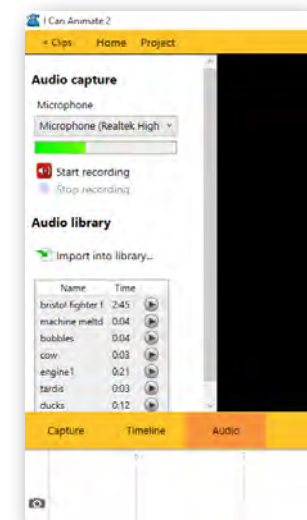 I Can Animate 2
< Clips Home Project
Audio capture
Microphone
Microphone (Realtek High
Start recording
Stop recording
Audio library
Import into library...
Name Time
bristol fighter f 2:45
machine meltd 0:04
bubbles 0:04
cow 0:03
engine1 0:21
tardis 0:03
ducks 0:12
Capture Timeline Audio